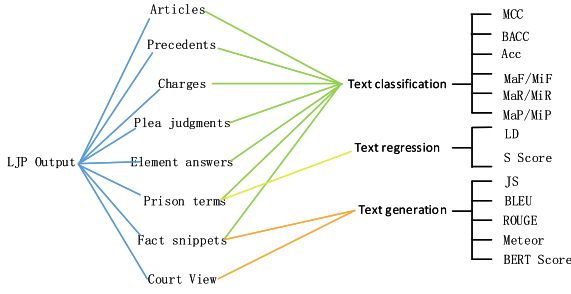 LJP Output
Articles
Precedents
Charges
Plea judgments
Element answers
Prison terms
Fact snippets
Court View
Text classification
Text regression
Text generation
MCC
BACC
Acc
MaF/MiF
MaR/MiR
MaP/MiP
LD
S Score
JS
BLEU
ROUGE
Meteor
BERT Score